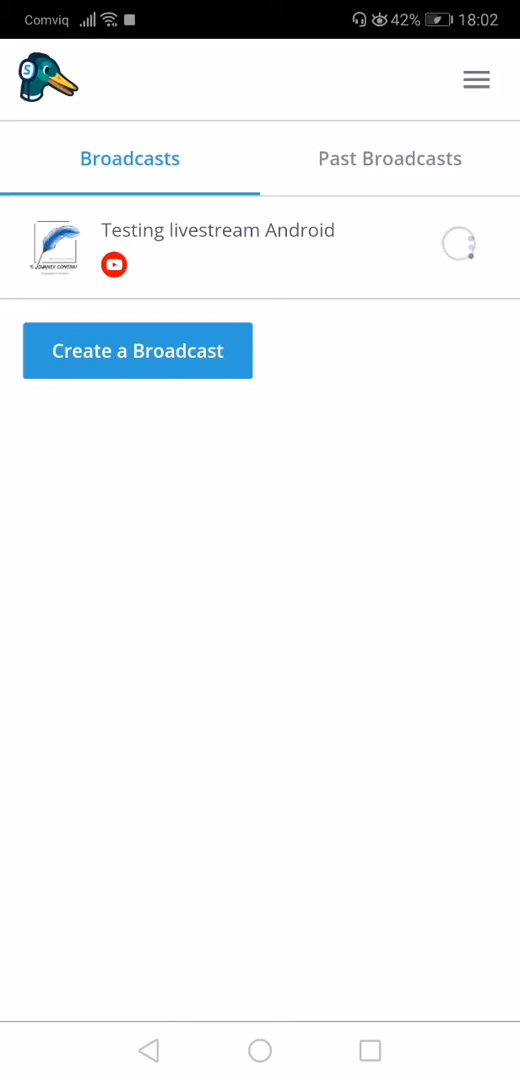 Comviq 42% 18:02
S
Broadcasts Past Broadcasts
Testing livestream Android
Create a Broadcast